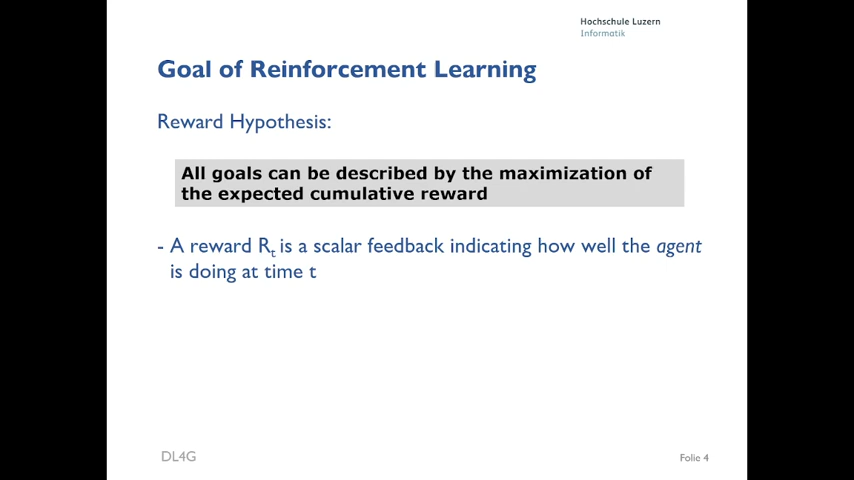 Hochschule Luzern
Informatik
Goal of Reinforcement Learning
Reward Hypothesis:
All goals can be described by the maximization of
the expected cumulative reward
- A reward Rt is a scalar feedback indicating how well the agent
is doing at time t
DL4G
Folie 4